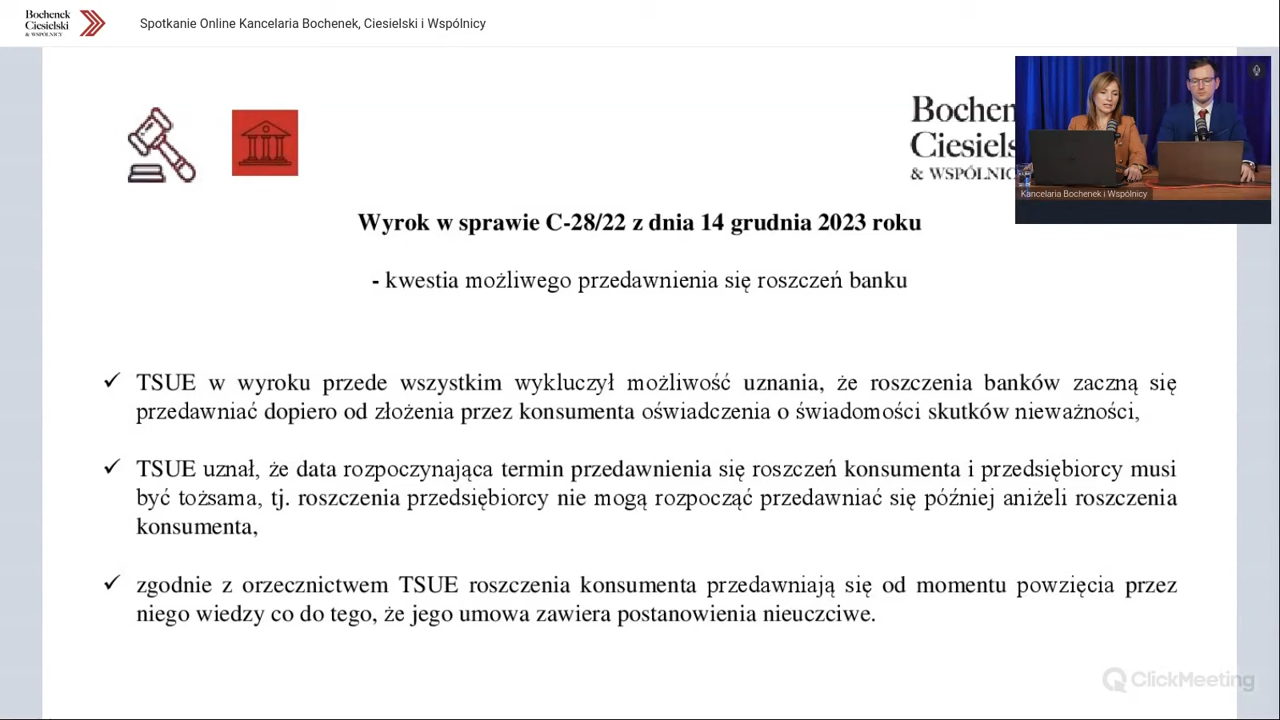 Bochenek
Ciesielski
& WSPÓLNICY
Spotkanie Online Kancelaria Bochenek, Ciesielski i Wspólnicy
Bochen
Ciesiels
& WSPÓLNIC
Kancelaria Bochenek i Wspólnicy
Wyrok w sprawie C-28/22 z dnia 14 grudnia 2023 roku
- kwestia możliwego przedawnienia się roszczeń banku
✓ TSUE w wyroku przede wszystkim wykluczył możliwość uznania, że roszczenia banków zaczną się
przedawniać dopiero od złożenia przez konsumenta oświadczenia o świadomości skutków nieważności,
✓ TSUE uznał, że data rozpoczynająca termin przedawnienia się roszczeń konsumenta i przedsiębiorcy musi
być tożsama, tj. roszczenia przedsiębiorcy nie mogą rozpocząć przedawniać się później aniżeli roszczenia
konsumenta,
✓ zgodnie z orzecznictwem TSUE roszczenia konsumenta przedawniają się od momentu powzięcia przez
niego wiedzy co do tego, że jego umowa zawiera postanowienia nieuczciwe.
ClickMeeting